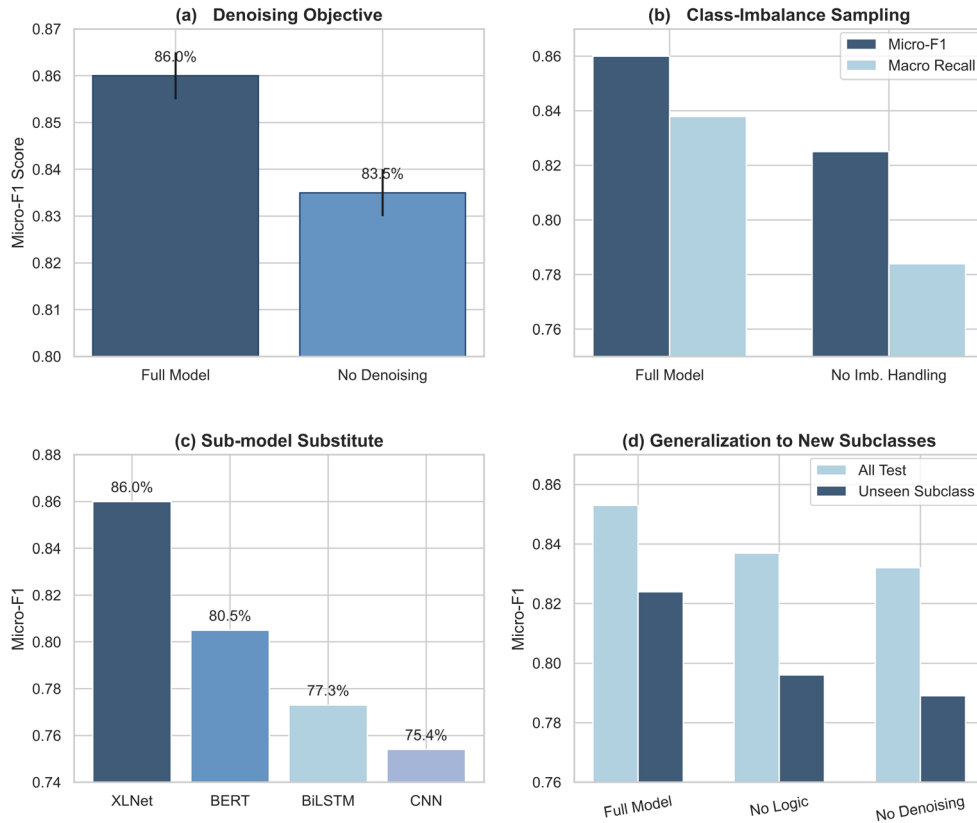 (a) Denoising Objective
0.87
0.86
0.85
0.84
0.83
0.82
0.81
0.80
Micro-F1 Score
86.0%
83.5%
Full Model
No Denoising
(b) Class-Imbalance Sampling
0.86
0.84
0.82
0.80
0.78
0.76
Micro-F1
Macro Recall
Full Model
No Imb. Handling
(c) Sub-model Substitute
0.88
0.86
0.84
0.82
0.80
0.78
0.76
0.74
Micro-F1
86.0%
80.5%
77.3%
75.4%
XLNet
BERT
BiLSTM
CNN
(d) Generalization to New Subclasses
0.86
0.84
0.82
0.80
0.78
0.76
Micro-F1
All Test
Unseen Subclass
Full Model
No Logic
No Denoising